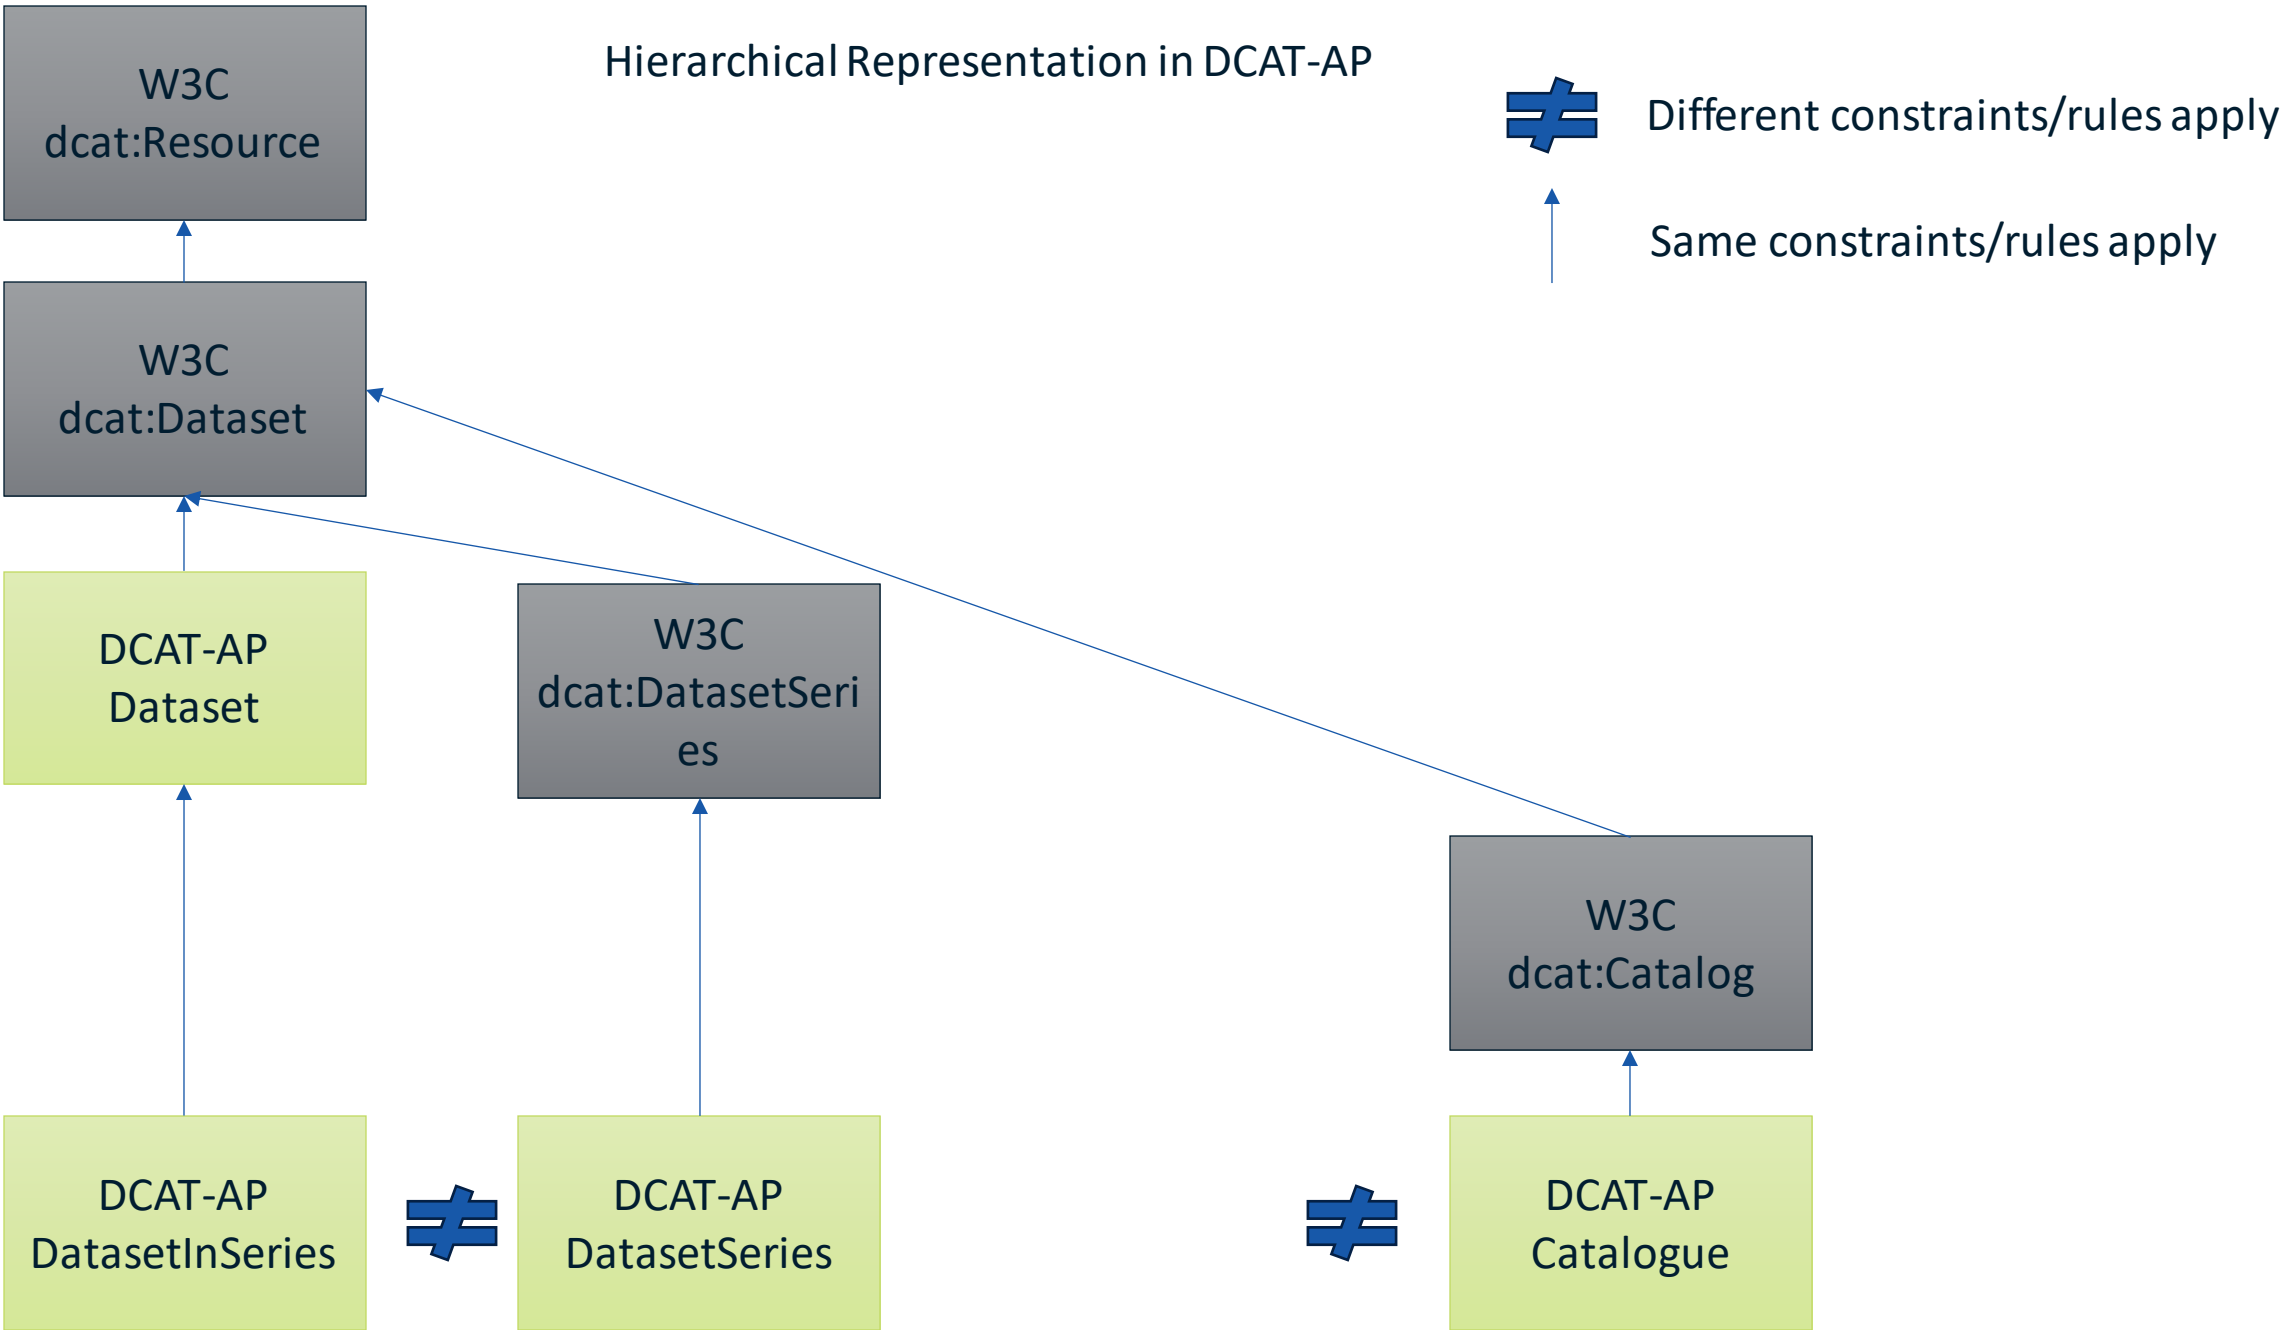 Hierarchical Representation in DCAT-AP
Different constraints/rules apply
Same constraints/rules apply
W3C
dcat:Resource
W3C
dcat:Dataset
DCAT-AP
Dataset
W3C
dcat:DatasetSeri
es
W3C
dcat:Catalog
DCAT-AP
DatasetInSeries
DCAT-AP
DatasetSeries
DCAT-AP
Catalogue